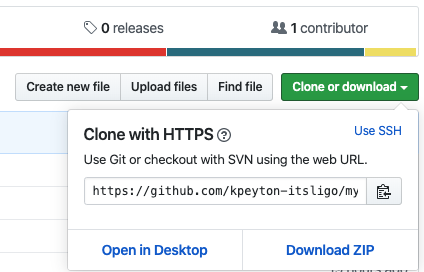 0 releases
1 contributor
Create new file
Upload files
Find file
Clone or download
Clone with HTTPS
Use SSH
Use Git or checkout with SVN using the web URL.
https://github.com/kpeyton-itsligo/my
Open in Desktop
Download ZIP